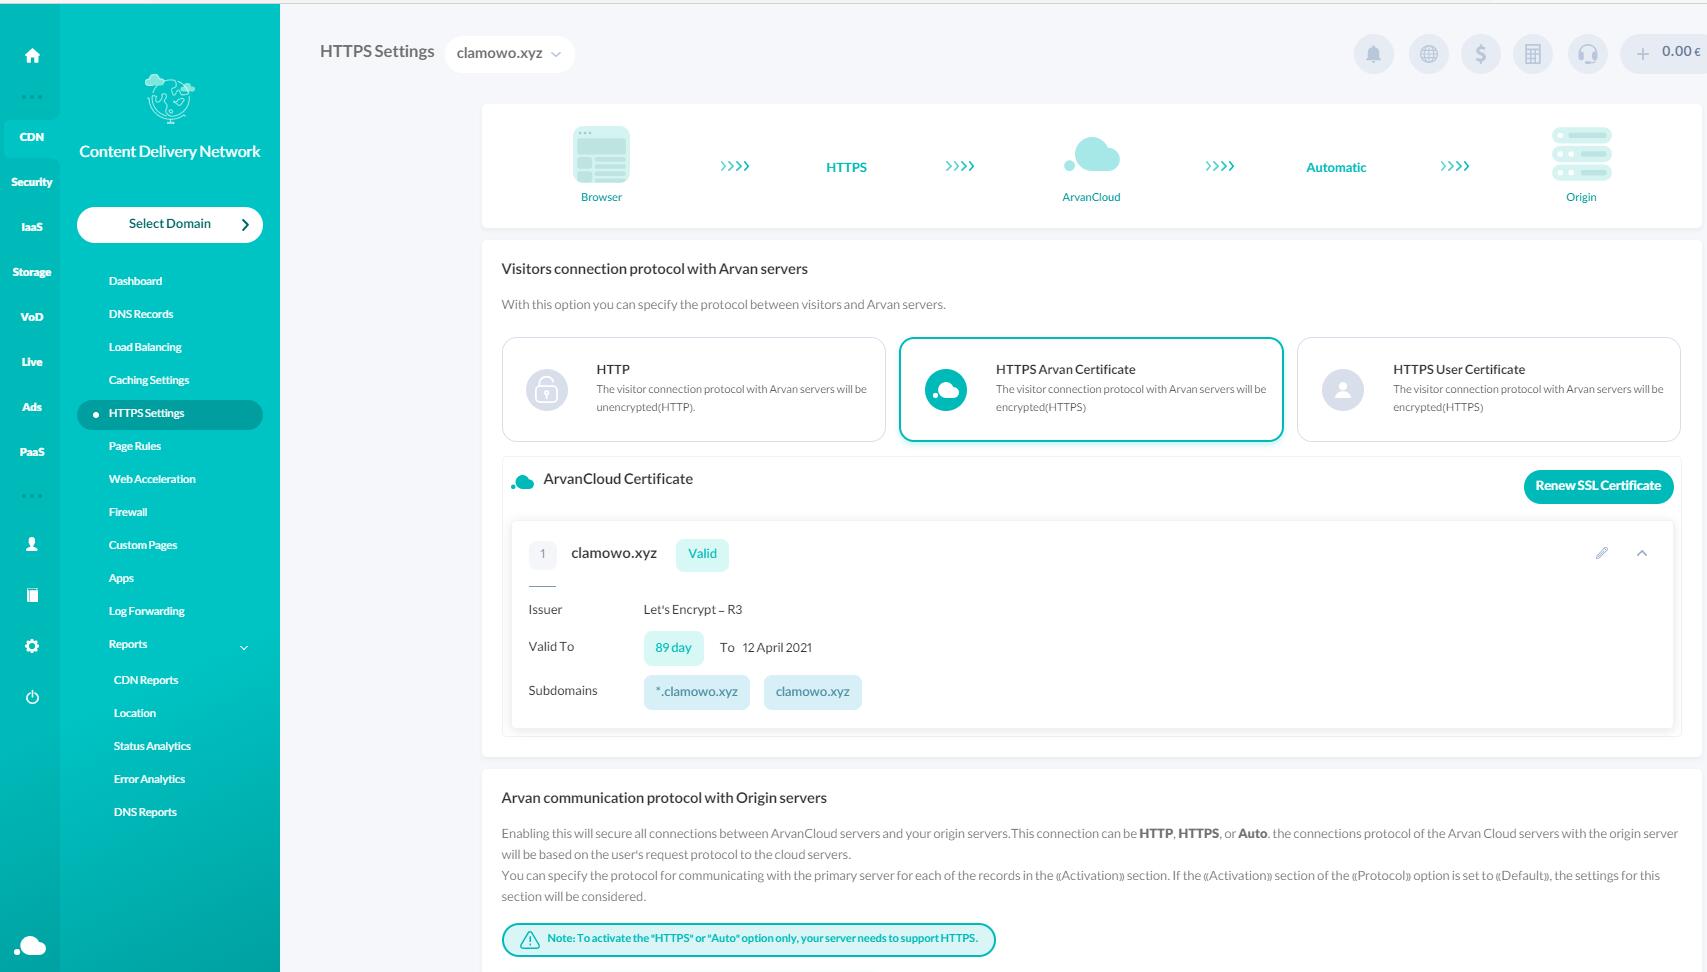 HTTPS Settings
clamowo.xyz
0.00 €
CDN
Security
IaaS
Storage
VoD
Live
Ads
PaaS
Content Delivery Network
Select Domain
Dashboard
DNS Records
Load Balancing
Caching Settings
HTTPS Settings
Page Rules
Web Acceleration
Firewall
Custom Pages
Apps
Log Forwarding
Reports
CDN Reports
Location
Status Analytics
Error Analytics
DNS Reports
HTTPS
Automatic
Browser
ArvanCloud
Origin
Visitors connection protocol with Arvan servers
With this option you can specify the protocol between visitors and Arvan servers.
HTTP
The visitor connection protocol with Arvan servers will be
unencrypted(HTTP).
HTTPS Arvan Certificate
The visitor connection protocol with Arvan servers will be
encrypted(HTTPS)
HTTPS User Certificate
The visitor connection protocol with Arvan servers will be
encrypted(HTTPS)
ArvanCloud Certificate
Renew SSL Certificate
1
clamowo.xyz
Valid
Issuer
Let's Encrypt – R3
Valid To
89 day
To 12 April 2021
Subdomains
*.clamowo.xyz
clamowo.xyz
Arvan communication protocol with Origin servers
Enabling this will secure all connections between ArvanCloud servers and your origin servers.This connection can be HTTP, HTTPS, or Auto. the connections protocol of the Arvan Cloud servers with the origin server
will be based on the user's request protocol to the cloud servers.
You can specify the protocol for communicating with the primary server for each of the records in the «Activation» section. If the «Activation» section of the «Protocol» option is set to «Default», the settings for this
section will be considered.
Note: To activate the "HTTPS" or "Auto" option only, your server needs to support HTTPS.